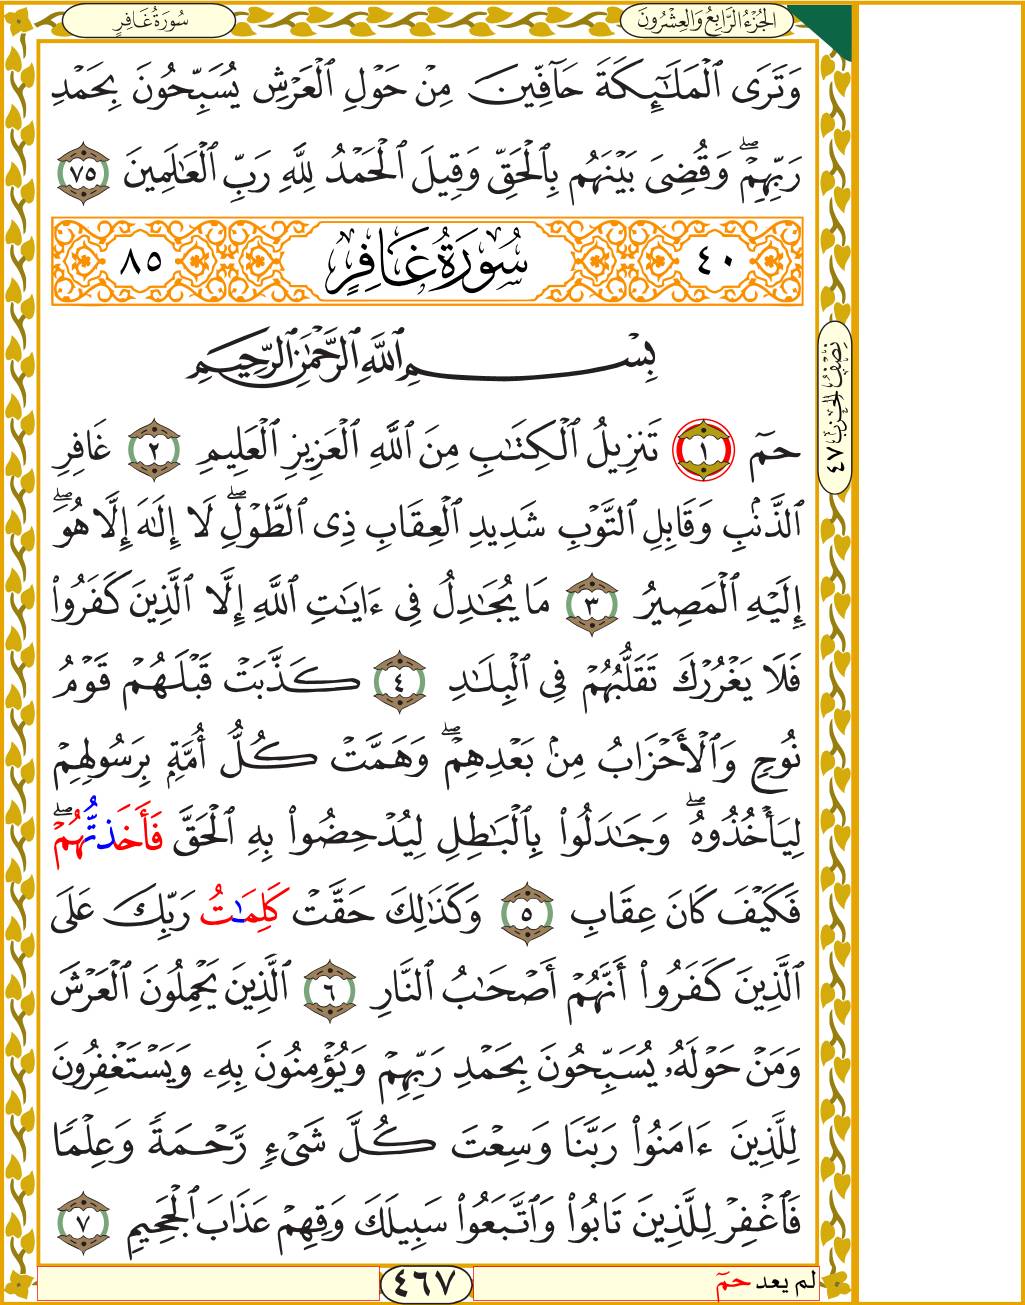 الجُزْءُ الرَّابِعُ وَالعِشْرُونَ
سُورَةُ غَافِرٍ
وَتَرَى ٱلْمَلَٰٓئِكَةَ حَآفِّينَ مِنْ حَوْلِ ٱلْعَرْشِ يُسَبِّحُونَ بِحَمْدِ
رَبِّهِمْۖ وَقُضِىَ بَيْنَهُم بِٱلْحَقِّ وَقِيلَ ٱلْحَمْدُ لِلَّهِ رَبِّ ٱلْعَٰلَمِينَ ٧٥
٤٠ سُورَةُ غَافِرٍ ٨٥
بِسْمِ ٱللَّهِ ٱلرَّحْمَٰنِ ٱلرَّحِيمِ
حمٓ ١ تَنزِيلُ ٱلْكِتَٰبِ مِنَ ٱللَّهِ ٱلْعَزِيزِ ٱلْعَلِيمِ ٢ غَافِرِ
ٱلذَّنۢبِ وَقَابِلِ ٱلتَّوْبِ شَدِيدِ ٱلْعِقَابِ ذِى ٱلطَّوْلِۖ لَا إِلَٰهَ إِلَّا هُوَۖ
إِلَيْهِ ٱلْمَصِيرُ ٣ مَا يُجَٰدِلُ فِى ءَايَٰتِ ٱللَّهِ إِلَّا ٱلَّذِينَ كَفَرُوا۟
فَلَا يَغْرُرْكَ تَقَلُّبُهُمْ فِى ٱلْبِلَٰدِ ٤ كَذَّبَتْ قَبْلَهُمْ قَوْمُ
نُوحٍ وَٱلْأَحْزَابُ مِنۢ بَعْدِهِمْۖ وَهَمَّتْ كُلُّ أُمَّةٍۭ بِرَسُولِهِمْ
لِيَأْخُذُوهُۖ وَجَٰدَلُوا۟ بِٱلْبَٰطِلِ لِيُدْحِضُوا۟ بِهِ ٱلْحَقَّ فَأَخَذتُّهُمْۖ
فَكَيْفَ كَانَ عِقَابِ ٥ وَكَذَٰلِكَ حَقَّتْ كَلِمَٰتُ رَبِّكَ عَلَى
ٱلَّذِينَ كَفَرُوا۟ أَنَّهُمْ أَصْحَٰبُ ٱلنَّارِ ٦ ٱلَّذِينَ يَحْمِلُونَ ٱلْعَرْشَ
وَمَنْ حَوْلَهُۥ يُسَبِّحُونَ بِحَمْدِ رَبِّهِمْ وَيُؤْمِنُونَ بِهِۦ وَيَسْتَغْفِرُونَ
لِلَّذِينَ ءَامَنُوا۟ رَبَّنَا وَسِعْتَ كُلَّ شَىْءٍ رَّحْمَةً وَعِلْمًا
فَٱغْفِرْ لِلَّذِينَ تَابُوا۟ وَٱتَّبَعُوا۟ سَبِيلَكَ وَقِهِمْ عَذَابَ ٱلْجَحِيمِ ٧
نِصْفُ الحِزْبِ ٤٧
لم يعد حمٓ
٤٦٧